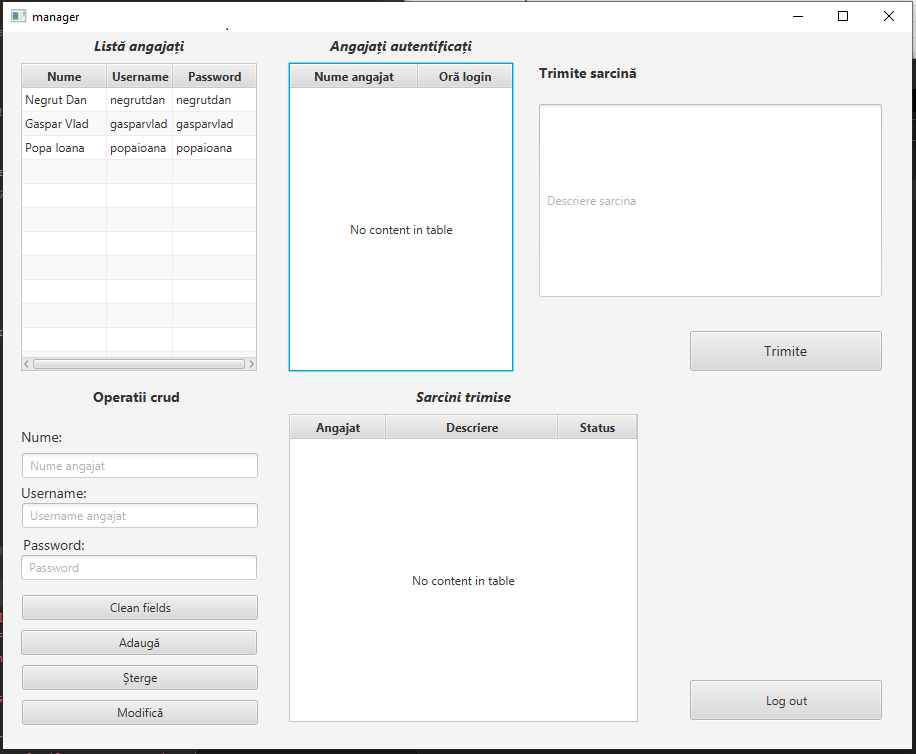 manager
Listă angajați
Nume Username Password
Negrut Dan negrutdan negrutdan
Gaspar Vlad gasparvlad gasparvlad
Popa Ioana popaioana popaioana
Angajați autentificați
Nume angajat Oră login
No content in table
Trimite sarcină
Descriere sarcina
Trimite
Operatii crud
Nume:
Nume angajat
Username:
Username angajat
Password:
Password
Clean fields
Adaugă
Șterge
Modifică
Sarcini trimise
Angajat Descriere Status
No content in table
Log out